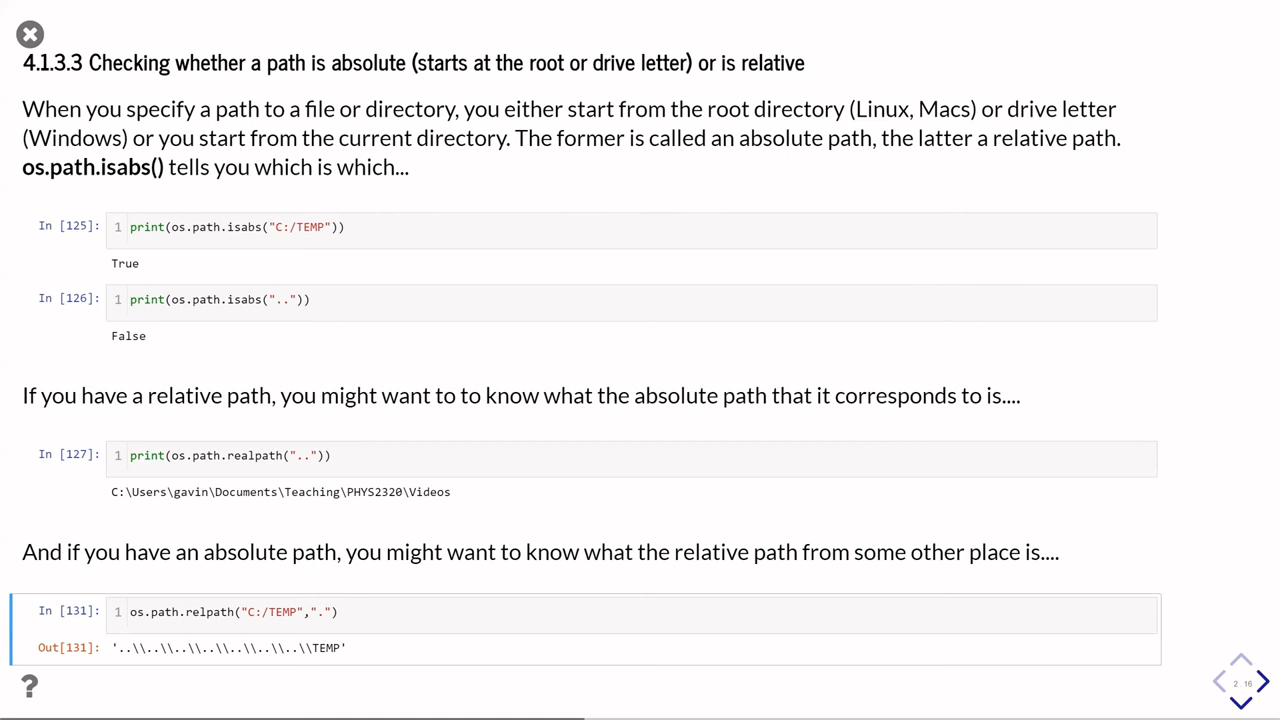 4.1.3.3 Checking whether a path is absolute (starts at the root or drive letter) or is relative
When you specify a path to a file or directory, you either start from the root directory (Linux, Macs) or drive letter
(Windows) or you start from the current directory. The former is called an absolute path, the latter a relative path.
os.path.isabs() tells you which is which...
In [125]: 1 print(os.path.isabs("C:/TEMP"))
True
In [126]: 1 print(os.path.isabs(".."))
False
If you have a relative path, you might want to to know what the absolute path that it corresponds to is....
In [127]: 1 print(os.path.realpath(".."))
C:\Users\gavin\Documents\Teaching\PHYS2320\Videos
And if you have an absolute path, you might want to know what the relative path from some other place is....
In [131]: 1 os.path.relpath("C:/TEMP",".")
Out[131]: '..\\..\\..\\..\\..\\..\\..\\TEMP'
?
2.16